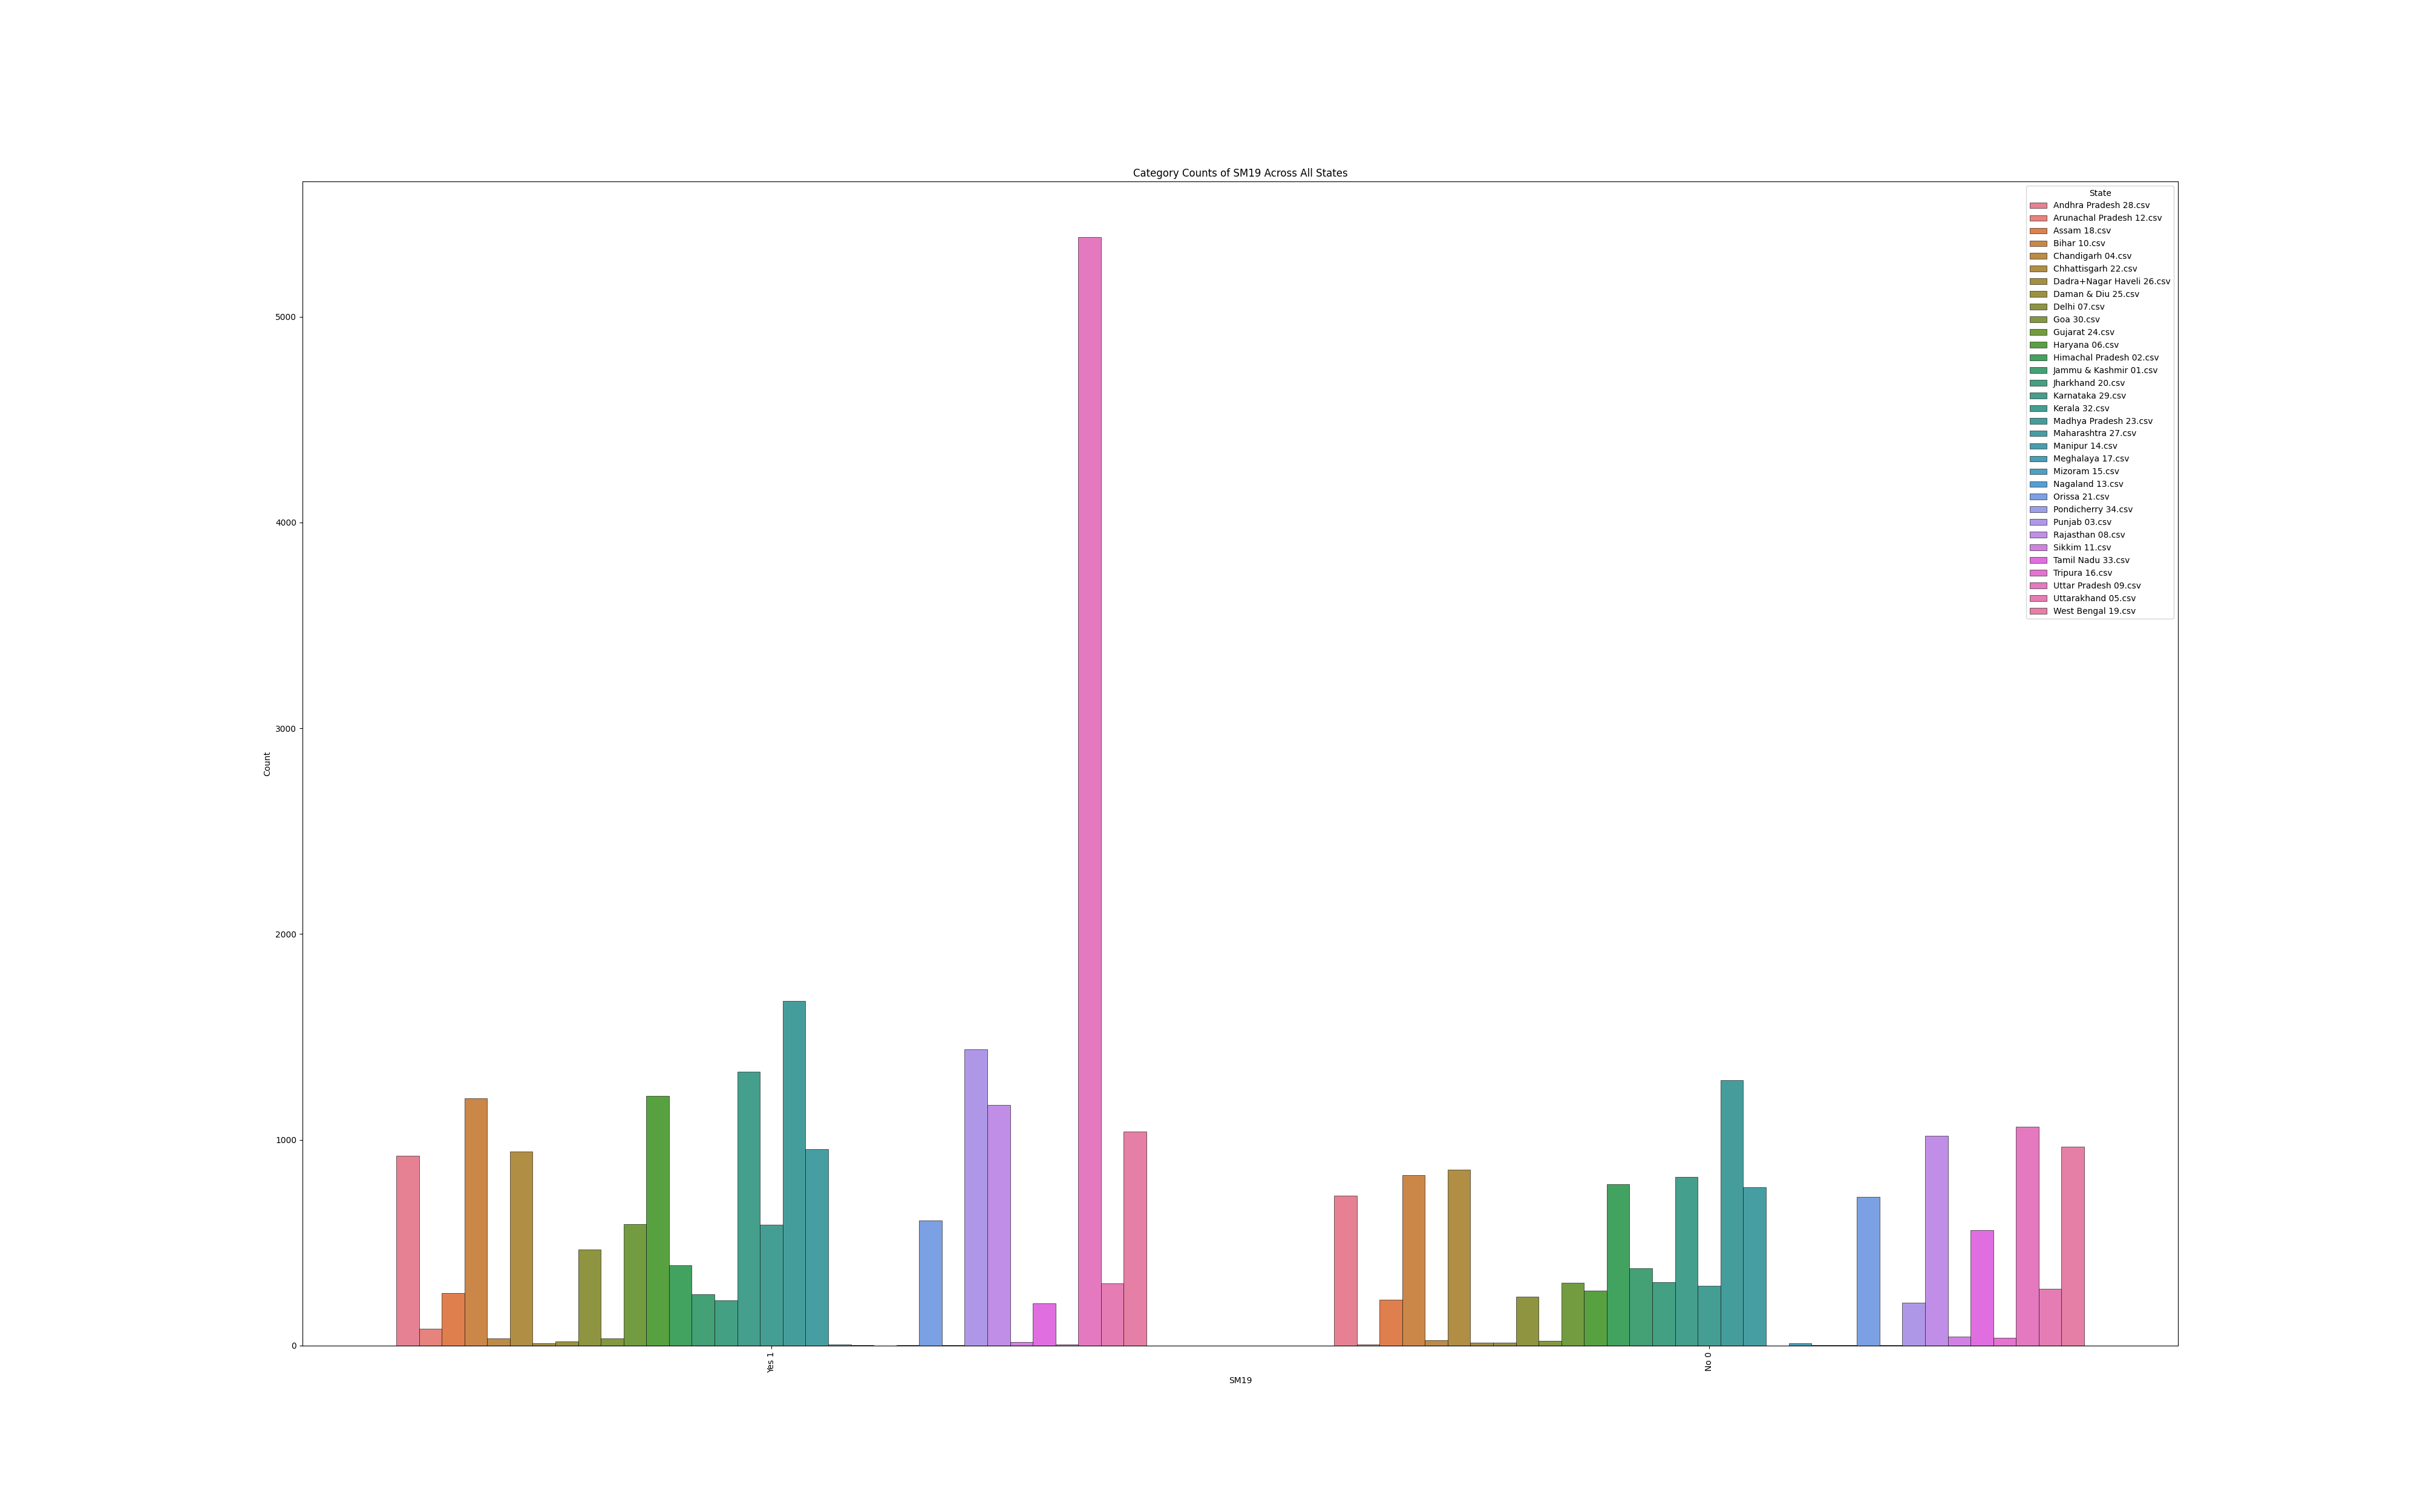 Category Counts of SM19 Across All States
State
Andhra Pradesh 28.csv
Arunachal Pradesh 12.csv
Assam 18.csv
Bihar 10.csv
Chandigarh 04.csv
Chhattisgarh 22.csv
Dadra+Nagar Haveli 26.csv
Daman & Diu 25.csv
Delhi 07.csv
Goa 30.csv
Gujarat 24.csv
Haryana 06.csv
Himachal Pradesh 02.csv
Jammu & Kashmir 01.csv
Jharkhand 20.csv
Karnataka 29.csv
Kerala 32.csv
Madhya Pradesh 23.csv
Maharashtra 27.csv
Manipur 14.csv
Meghalaya 17.csv
Mizoram 15.csv
Nagaland 13.csv
Orissa 21.csv
Pondicherry 34.csv
Punjab 03.csv
Rajasthan 08.csv
Sikkim 11.csv
Tamil Nadu 33.csv
Tripura 16.csv
Uttar Pradesh 09.csv
Uttarakhand 05.csv
West Bengal 19.csv
5000
4000
3000
2000
1000
0
Count
Yes 1
No 0
SM19